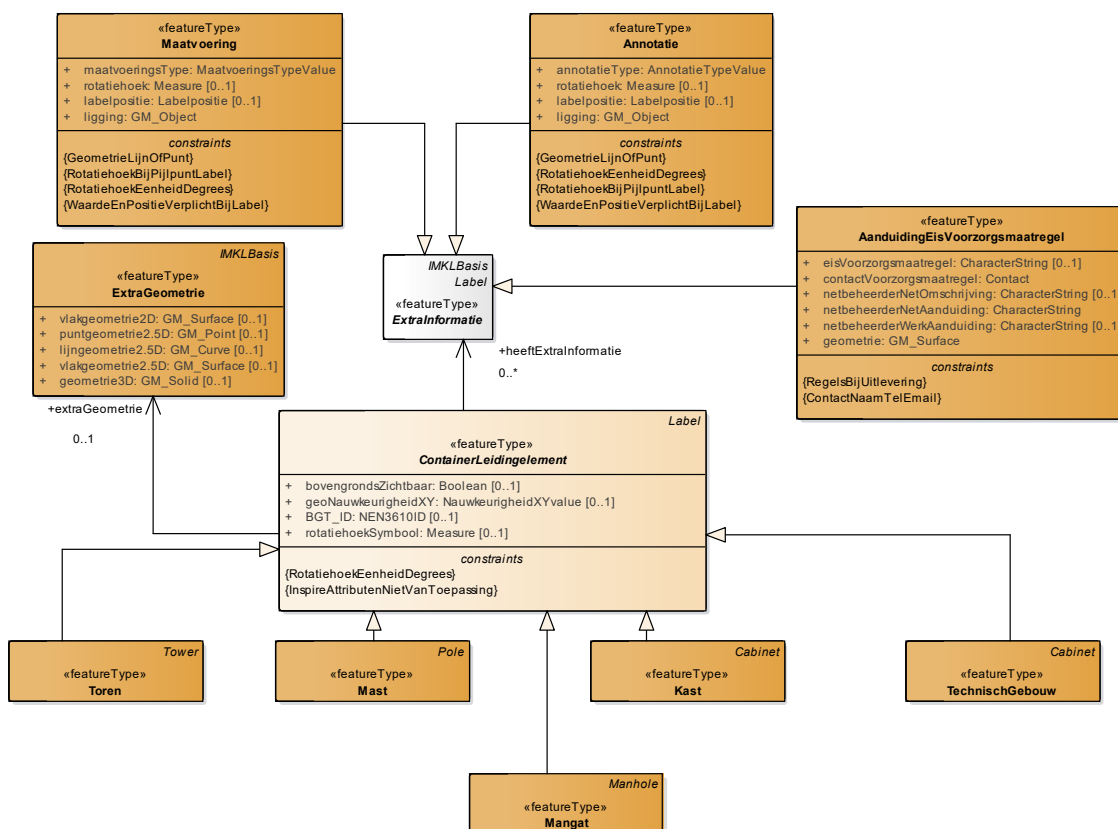 «featureType»
Maatvoering
+ maatvoeringsType: MaatvoeringsTypeValue
+ rotatiehoek: Measure [0..1]
+ labelpositie: Labelpositie [0..1]
+ ligging: GM_Object
constraints
{GeometrieLijnOfPunt}
{RotatiehoekBijPijlpuntLabel}
{RotatiehoekEenheidDegrees}
{WaardeEnPositieVerplichtBijLabel}
«featureType»
Annotatie
+ annotatieType: AnnotatieTypeValue
+ rotatiehoek: Measure [0..1]
+ labelpositie: Labelpositie [0..1]
+ ligging: GM_Object
constraints
{GeometrieLijnOfPunt}
{RotatiehoekEenheidDegrees}
{RotatiehoekBijPijlpuntLabel}
{WaardeEnPositieVerplichtBijLabel}
«featureType»
AanduidingEisVoorzorgsmaatregel
+ eisVoorzorgsmaatregel: CharacterString [0..1]
+ contactVoorzorgsmaatregel: Contact
+ netbeheerderNetOmschrijving: CharacterString [0..1]
+ netbeheerderNetAanduiding: CharacterString
+ netbeheerderWerkAanduiding: CharacterString [0..1]
+ geometrie: GM_Surface
constraints
{RegelsBijUitlevering}
{ContactNaamTelEmail}
IMKLBasis
«featureType»
ExtraGeometrie
+ vlakgeometrie2D: GM_Surface [0..1]
+ puntgeometrie2.5D: GM_Point [0..1]
+ lijngeometrie2.5D: GM_Curve [0..1]
+ vlakgeometrie2.5D: GM_Surface [0..1]
+ geometrie3D: GM_Solid [0..1]
IMKLBasis
Label
«featureType»
ExtraInformatie
+heeftExtraInformatie
0..*
+extraGeometrie
0..1
Label
«featureType»
ContainerLeidingelement
+ bovengrondsZichtbaar: Boolean [0..1]
+ geoNauwkeurigheidXY: NauwkeurigheidXYvalue [0..1]
+ BGT_ID: NEN3610ID [0..1]
+ rotatiehoekSymbool: Measure [0..1]
constraints
{RotatiehoekEenheidDegrees}
{InspireAttributenNietVanToepassing}
Tower
«featureType»
Toren
Pole
«featureType»
Mast
Cabinet
«featureType»
Kast
Cabinet
«featureType»
TechnischGebouw
Manhole
«featureType»
Mangat